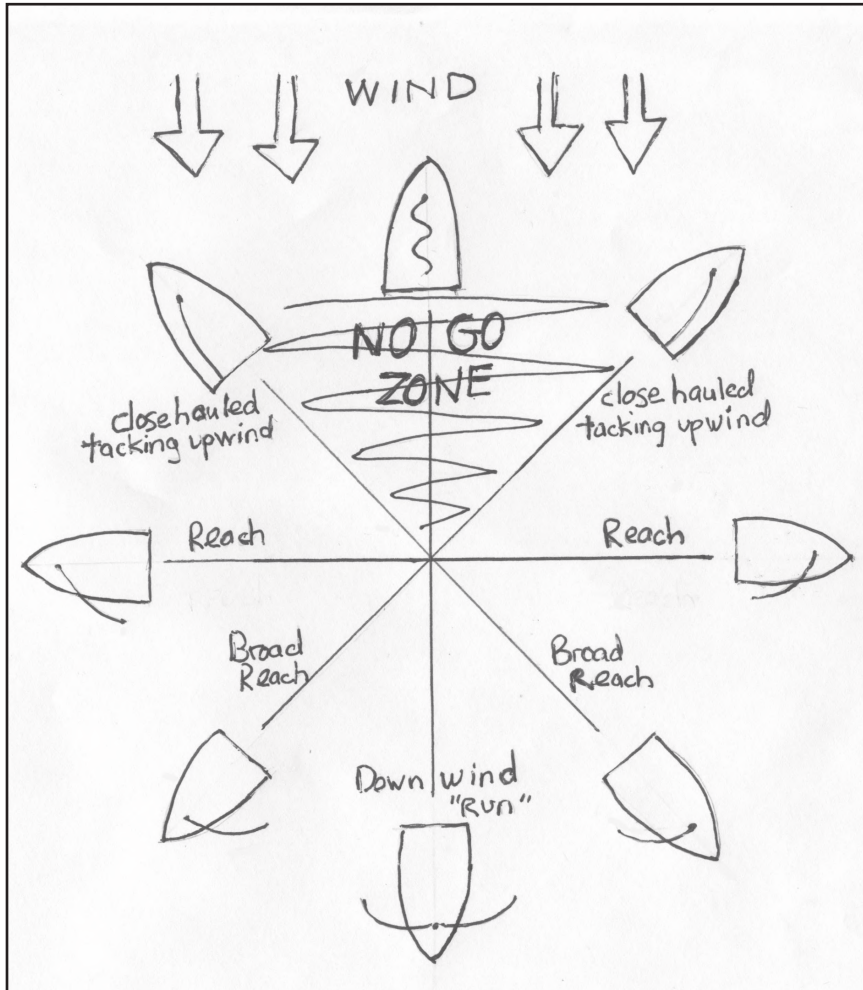 WIND
NO GO
ZONE
close hauled
tacking upwind
close hauled
tacking upwind
Reach
Reach
Broad
Reach
Broad
Reach
Down wind
"Run"